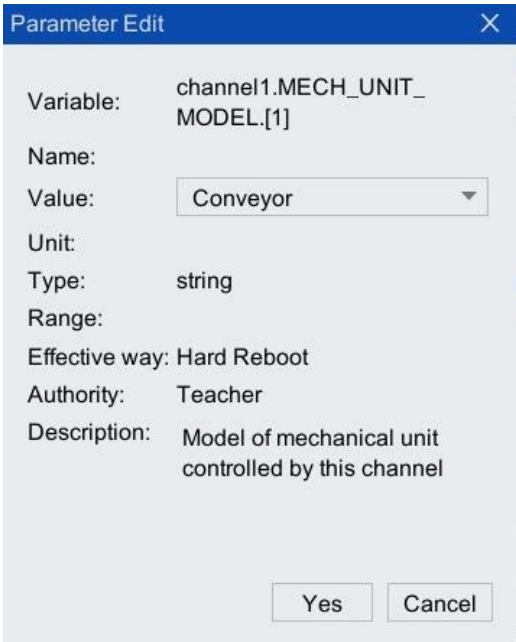 Parameter Edit
Variable: channel1.MECH_UNIT_
MODEL.[1]
Name:
Value: Conveyor
Unit:
Type: string
Range:
Effective way: Hard Reboot
Authority: Teacher
Description: Model of mechanical unit
controlled by this channel
Yes Cancel